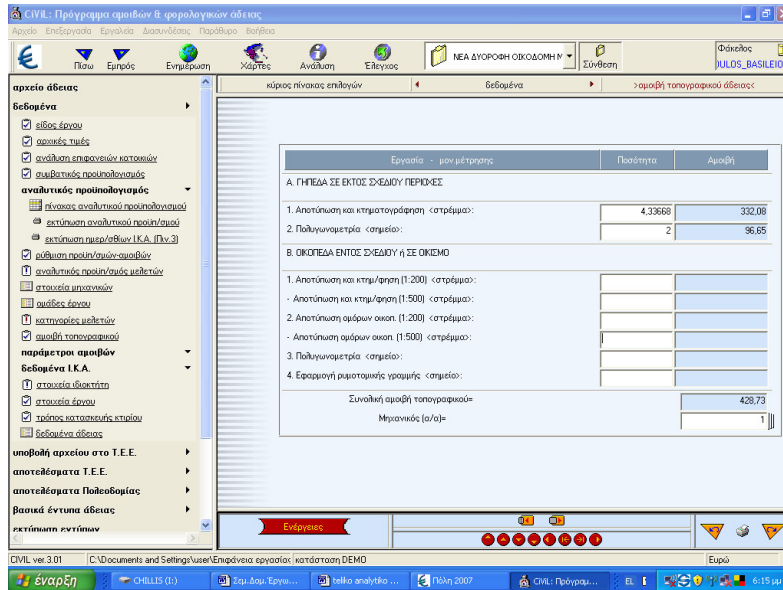 CiViL: Πρόγραμμα αμοιβών & φορολογικών άδειας
Αρχείο Επεξεργασία Εργαλεία Διασυνδέσεις Παράθυρο Βοήθεια
Πίσω Εμπρός Ενημέρωση Χάρτες Ανάλυση Έλεγχος ΝΕΑ ΔΥΟΡΟΦΗ ΟΙΚΟΔΟΜΗ Μ Σύνθεση Φάκελος
ULOS_BASILEIO
κύριος πίνακας επιλογών δεδομένα >αμοιβή τοπογραφικού άδειας<
αρχείο άδειας
δεδομένα
είδος έργου
αρχικές τιμές
ανάλυση επιφανειών κατοικιών
συμβατικός προϋπολογισμός
αναλυτικός προϋπολογισμός
πίνακας αναλυτικού προϋπολογισμού
εκτύπωση αναλυτικού προϋπ/σμού
εκτύπωση ημερ/σθίων Ι.Κ.Α. (Πιν.3)
ρύθμιση προϋπ/σμών-αμοιβών
αναλυτικός προϋπ/σμός μελετών
στοιχεία μηχανικών
ομάδες έργου
κατηγορίες μελετών
αμοιβή τοπογραφικού
παράμετροι αμοιβών
δεδομένα Ι.Κ.Α.
στοιχεία ιδιοκτήτη
στοιχεία έργου
τρόπος κατασκευής κτιρίου
δεδομένα άδειας
υποβολή αρχείου στο Τ.Ε.Ε.
αποτελέσματα Τ.Ε.Ε.
αποτελέσματα Πολεοδομίας
βασικά έντυπα άδειας
εκτύπωση εντύπων
Εργασία - μον.μέτρησης Ποσότητα Αμοιβή
Α. ΓΗΠΕΔΑ ΣΕ ΕΚΤΟΣ ΣΧΕΔΙΟΥ ΠΕΡΙΟΧΕΣ
1. Αποτύπωση και κτηματογράφηση <στρέμμα>: 4,33668 332,08
2. Πολυγωνομετρία <σημείο>: 2 96,65
Β. ΟΙΚΟΠΕΔΑ ΕΝΤΟΣ ΣΧΕΔΙΟΥ ή ΣΕ ΟΙΚΙΣΜΟ
1. Αποτύπωση και κτημ/φηση (1:200) <στρέμμα>:
- Αποτύπωση και κτημ/φηση (1:500) <στρέμμα>:
2. Αποτύπωση ομόρων οικοπ. (1:200) <στρέμμα>:
- Αποτύπωση ομόρων οικοπ. (1:500) <στρέμμα>:
3. Πολυγωνομετρία <σημείο>:
4. Εφαρμογή ρυμοτομικής γραμμής <σημείο>:
Συνολική αμοιβή τοπογραφικού= 428,73
Μηχανικός (α/α)= 1
Ενέργειες
CIVIL ver.3.01 C:\Documents and Settings\user\Επιφάνεια εργασίας κατάσταση DEMO Ευρώ
έναρξη CHILLIS (I:) Σεμ.Δομ.Έργω... teliko analytiko ... Πόλη 2007 CiViL: Πρόγραμ... EL 6:15 μμ